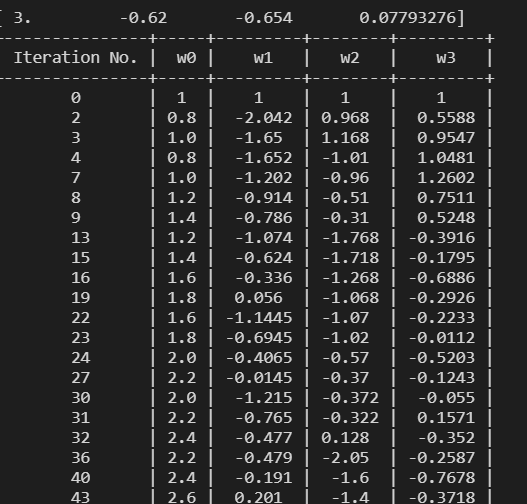 [ 3. -0.62 -0.654 0.07793276]
--------------------+-----+---------+--------+---------+
Iteration No. | w0 | w1 | w2 | w3 |
--------------------+-----+---------+--------+---------+
0 | 1 | 1 | 1 | 1 |
2 | 0.8 | -2.042 | 0.968 | 0.5588 |
3 | 1.0 | -1.65 | 1.168 | 0.9547 |
4 | 0.8 | -1.652 | -1.01 | 1.0481 |
7 | 1.0 | -1.202 | -0.96 | 1.2602 |
8 | 1.2 | -0.914 | -0.51 | 0.7511 |
9 | 1.4 | -0.786 | -0.31 | 0.5248 |
13 | 1.2 | -1.074 | -1.768 | -0.3916 |
15 | 1.4 | -0.624 | -1.718 | -0.1795 |
16 | 1.6 | -0.336 | -1.268 | -0.6886 |
19 | 1.8 | 0.056 | -1.068 | -0.2926 |
22 | 1.6 | -1.1445 | -1.07 | -0.2233 |
23 | 1.8 | -0.6945 | -1.02 | -0.0112 |
24 | 2.0 | -0.4065 | -0.57 | -0.5203 |
27 | 2.2 | -0.0145 | -0.37 | -0.1243 |
30 | 2.0 | -1.215 | -0.372 | -0.055 |
31 | 2.2 | -0.765 | -0.322 | 0.1571 |
32 | 2.4 | -0.477 | 0.128 | -0.352 |
36 | 2.2 | -0.479 | -2.05 | -0.2587 |
40 | 2.4 | -0.191 | -1.6 | -0.7678 |
43 | 2.6 | 0.201 | -1.4 | -0.3718 |